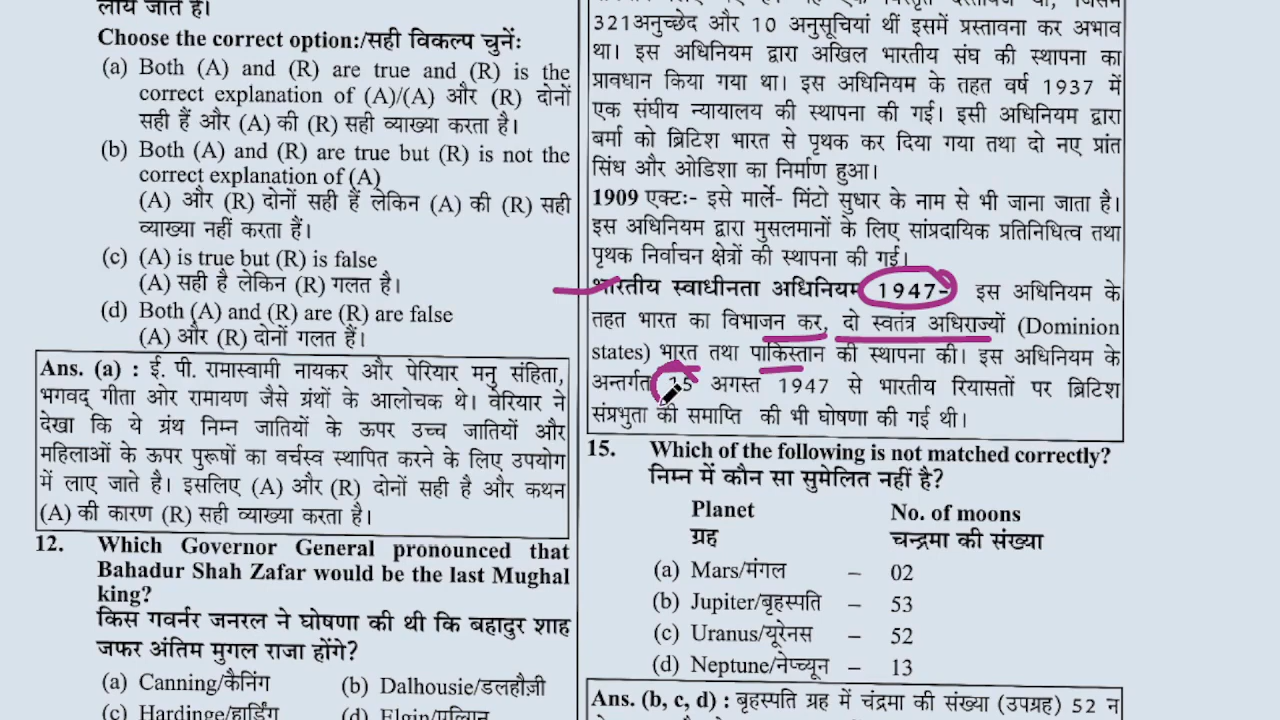 लाये जाते हैं।
Choose the correct option:/सही विकल्प चुनें:
(a) Both (A) and (R) are true and (R) is the
correct explanation of (A)/(A) और (R) दोनों
सही हैं और (A) की (R) सही व्याख्या करता है।
(b) Both (A) and (R) are true but (R) is not the
correct explanation of (A)
(A) और (R) दोनों सही हैं लेकिन (A) की (R) सही
व्याख्या नहीं करता हैं।
(c) (A) is true but (R) is false
(A) सही है लेकिन (R) गलत है।
(d) Both (A) and (R) are (R) are false
(A) और (R) दोनों गलत हैं।
Ans. (a) : ई. पी. रामास्वामी नायकर और पेरियार मनु संहिता,
भगवद् गीता ओर रामायण जैसे ग्रंथों के आलोचक थे। वेरियार ने
देखा कि ये ग्रंथ निम्न जातियों के ऊपर उच्च जातियों और
महिलाओं के ऊपर पुरूषों का वर्चस्व स्थापित करने के लिए उपयोग
में लाए जाते है। इसलिए (A) और (R) दोनों सही है और कथन
(A) की कारण (R) सही व्याख्या करता है।
12. Which Governor General pronounced that
Bahadur Shah Zafar would be the last Mughal
king?
किस गवर्नर जनरल ने घोषणा की थी कि बहादुर शाह
जफर अंतिम मुगल राजा होंगे?
(a) Canning/कैनिंग (b) Dalhousie/डलहौज़ी
(c) Hardinge/हार्डिंग (d) Elgin/एल्गिन
321अनुच्छेद और 10 अनुसूचियां थीं इसमें प्रस्तावना कर अभाव
था। इस अधिनियम द्वारा अखिल भारतीय संघ की स्थापना का
प्रावधान किया गया था। इस अधिनियम के तहत वर्ष 1937 में
एक संघीय न्यायालय की स्थापना की गई। इसी अधिनियम द्वारा
बर्मा को ब्रिटिश भारत से पृथक कर दिया गया तथा दो नए प्रांत
सिंध और ओडिशा का निर्माण हुआ।
1909 एक्टः- इसे मार्ले- मिंटो सुधार के नाम से भी जाना जाता है।
इस अधिनियम द्वारा मुसलमानों के लिए सांप्रदायिक प्रतिनिधित्व तथा
पृथक निर्वाचन क्षेत्रों की स्थापना की गई।
भारतीय स्वाधीनता अधिनियम 1947- इस अधिनियम के
तहत भारत का विभाजन कर, दो स्वतंत्र अधिराज्यों (Dominion
states) भारत तथा पाकिस्तान की स्थापना की। इस अधिनियम के
अन्तर्गत 15 अगस्त 1947 से भारतीय रियासतों पर ब्रिटिश
संप्रभुता की समाप्ति की भी घोषणा की गई थी।
15. Which of the following is not matched correctly?
निम्न में कौन सा सुमेलित नहीं है?
Planet No. of moons
ग्रह चन्द्रमा की संख्या
(a) Mars/मंगल – 02
(b) Jupiter/बृहस्पति – 53
(c) Uranus/यूरेनस – 52
(d) Neptune/नेप्च्यून – 13
Ans. (b, c, d) : बृहस्पति ग्रह में चंद्रमा की संख्या (उपग्रह) 52 न